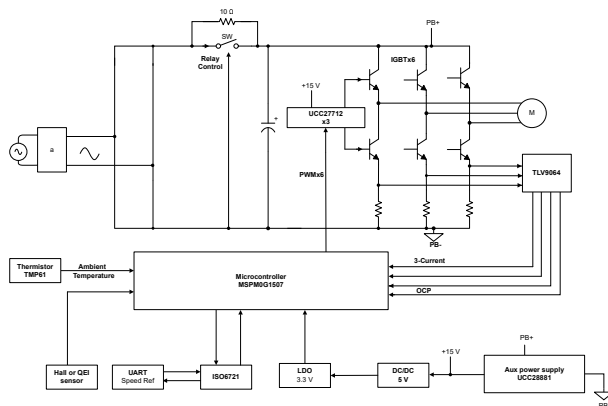 10 Ω
SW
Relay
Control
PB+
IGBTx6
+15 V
UCC27712
x3
+
M
a
PWMx6
TLV9064
PB-
3-Current
Thermistor
TMP61
Ambient
Temperature
Microcontroller
MSPM0G1507
OCP
Hall or QEI
sensor
UART
Speed Ref
ISO6721
LDO
3.3 V
DC/DC
5 V
+15 V
PB+
Aux power supply
UCC28881